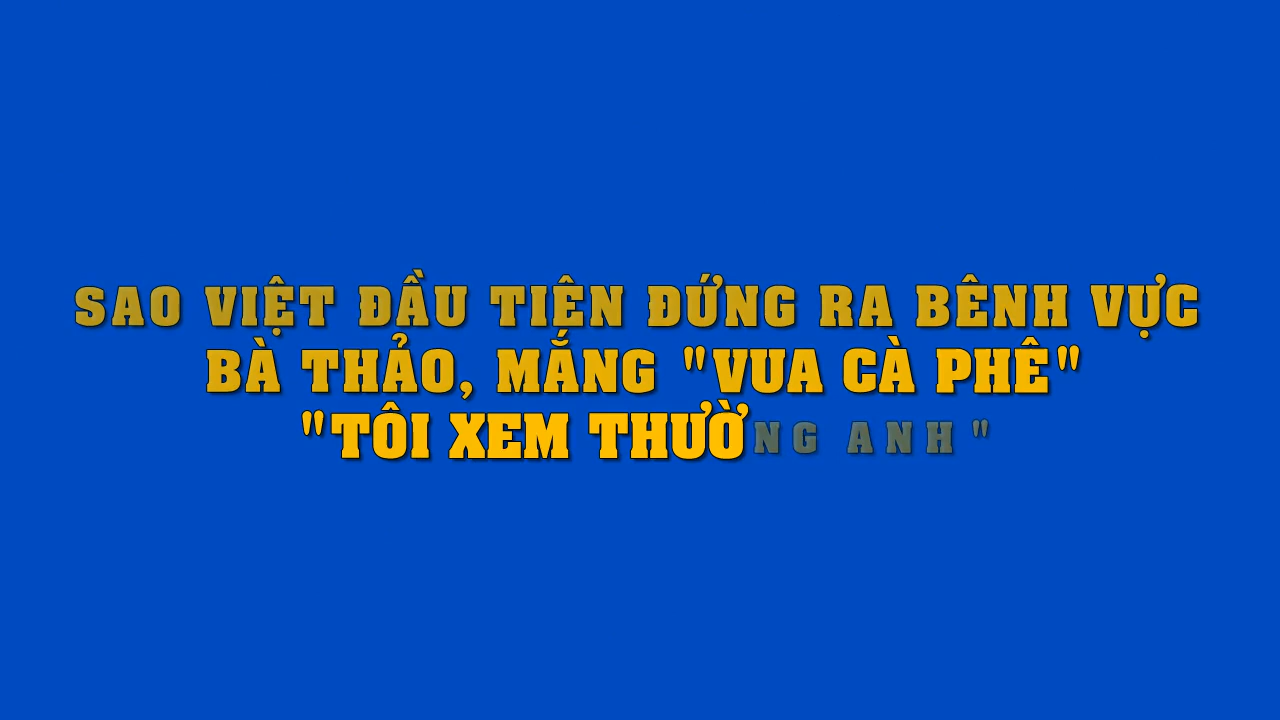 SAO VIỆT ĐẦU TIÊN ĐỨNG RA BÊNH VỰC
BÀ THẢO, MẮNG "VUA CÀ PHÊ"
"TÔI XEM THƯỜNG ANH"